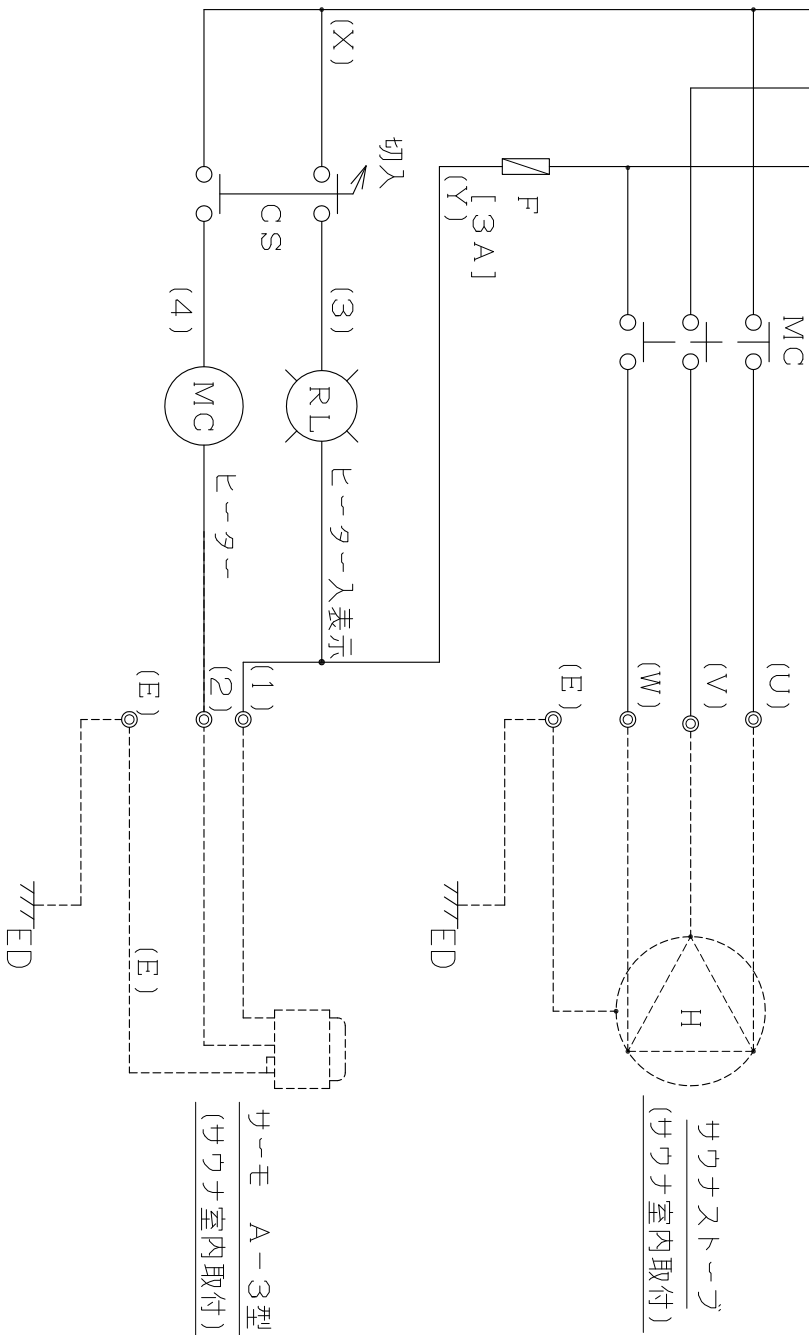 MC
(U)
(V)
(W)
(E)
ED
H
サウナストーブ
(サウナ室内取付)
F
[3A]
(Y)
切入
(X)
CS
(3)
(4)
RL
MC
ヒーター入表示
ヒーター
(1)
(2)
(E)
ED
(E)
サーモ A-3型
(サウナ室内取付)